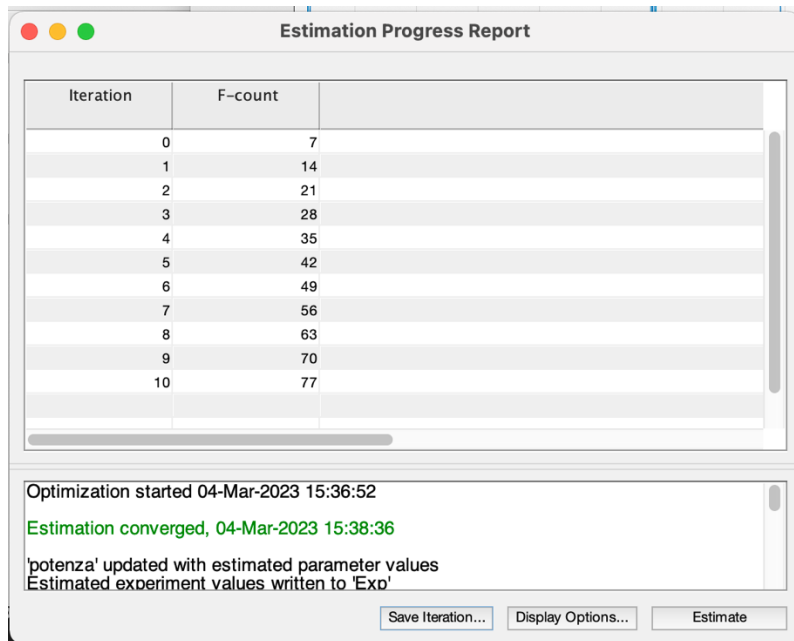 Estimation Progress Report
Iteration F-count
0 7
1 14
2 21
3 28
4 35
5 42
6 49
7 56
8 63
9 70
10 77
Optimization started 04-Mar-2023 15:36:52
Estimation converged, 04-Mar-2023 15:38:36
'potenza' updated with estimated parameter values
Estimated experiment values written to 'Exp'
Save Iteration... Display Options... Estimate